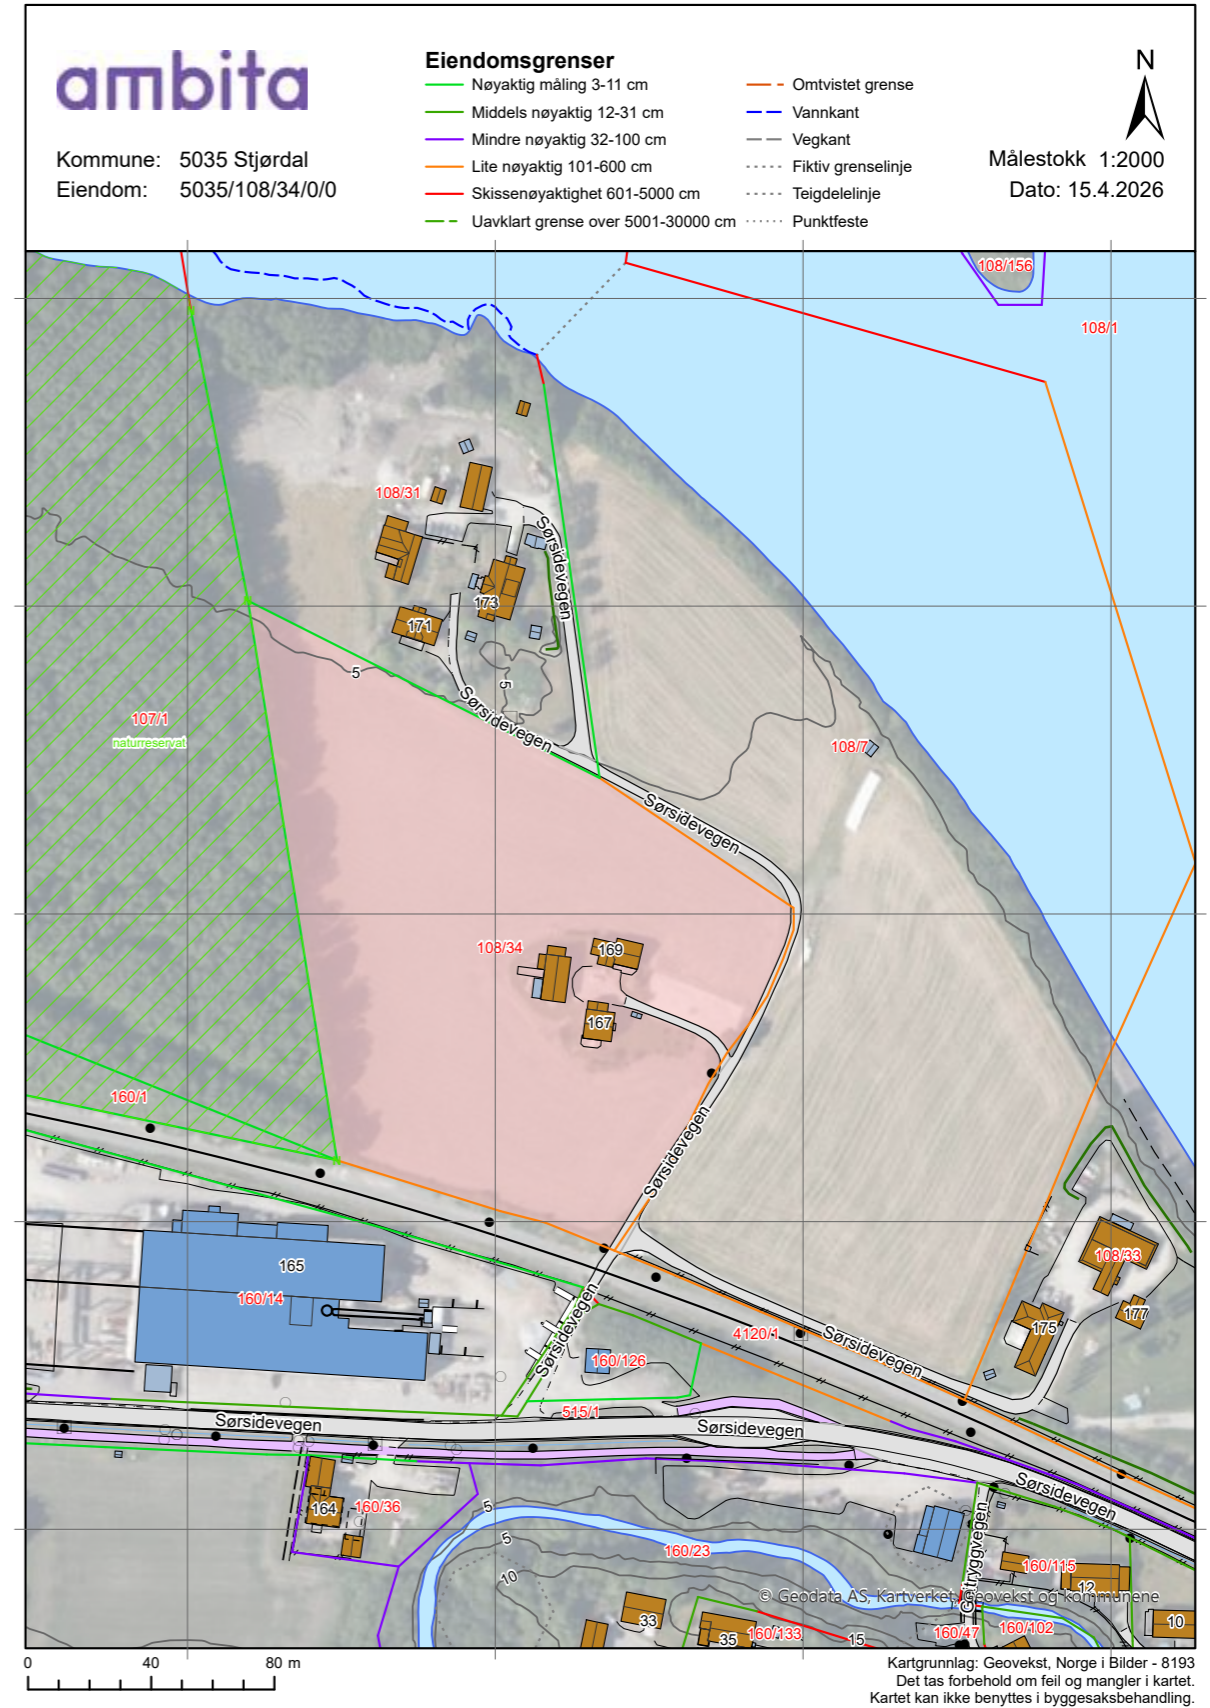 ambita
Kommune: 5035 Stjørdal
Eiendom: 5035/108/34/0/0
Eiendomsgrenser
Nøyaktig måling 3-11 cm
Middels nøyaktig 12-31 cm
Mindre nøyaktig 32-100 cm
Lite nøyaktig 101-600 cm
Skissenøyaktighet 601-5000 cm
Uavklart grense over 5001-30000 cm
Omtvistet grense
Vannkant
Vegkant
Fiktiv grenselinje
Teigdelelinje
Punktfeste
N
Målestokk 1:2000
Dato: 15.4.2026
108/156
108/1
108/31
Sørsidevegen
173
171
5
5
Sørsidevegen
107/1
naturreservat
108/7
Sørsidevegen
108/34
169
167
160/1
Sørsidevegen
165
160/14
108/33
177
175
4120/1
Sørsidevegen
Sørsidevegen
160/126
515/1
Sørsidevegen
Sørsidevegen
Sørsidevegen
164
160/36
5
5
10
160/23
Geitryggvegen
160/115
12
© Geodata AS, Kartverket, Geovekst og kommunene
33
35
160/133
15
160/47
160/102
10
0 40 80 m
Kartgrunnlag: Geovekst, Norge i Bilder - 8193
Det tas forbehold om feil og mangler i kartet.
Kartet kan ikke benyttes i byggesaksbehandling.